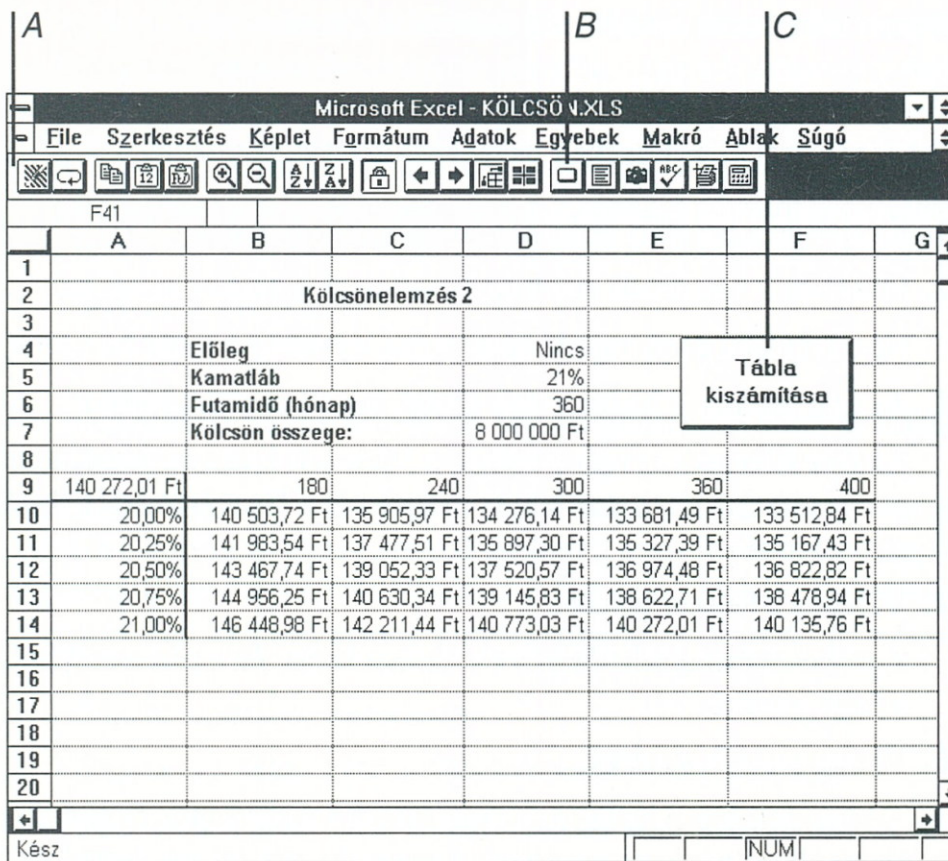 A B C
Microsoft Excel - KÖLCSÖN.XLS
File Szerkesztés Képlet Formátum Adatok Egyebek Makró Ablak Súgó
F41
A B C D E F G
1
2 Kölcsönelemzés 2
3
4 Előleg Nincs
5 Kamatláb 21%
6 Futamidő (hónap) 360
7 Kölcsön összege: 8 000 000 Ft
Tábla
kiszámítása
8
9 140 272,01 Ft 180 240 300 360 400
10 20,00% 140 503,72 Ft 135 905,97 Ft 134 276,14 Ft 133 681,49 Ft 133 512,84 Ft
11 20,25% 141 983,54 Ft 137 477,51 Ft 135 897,30 Ft 135 327,39 Ft 135 167,43 Ft
12 20,50% 143 467,74 Ft 139 052,33 Ft 137 520,57 Ft 136 974,48 Ft 136 822,82 Ft
13 20,75% 144 956,25 Ft 140 630,34 Ft 139 145,83 Ft 138 622,71 Ft 138 478,94 Ft
14 21,00% 146 448,98 Ft 142 211,44 Ft 140 773,03 Ft 140 272,01 Ft 140 135,76 Ft
15
16
17
18
19
20
Kész NUM